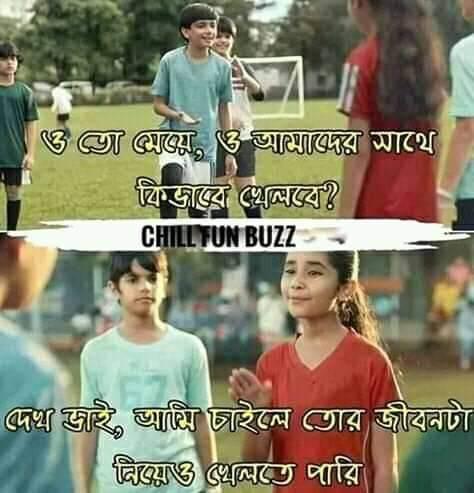 ও তো মেয়ে, ও আমাদের সাথে
কিভাবে খেলবে?
CHILL FUN BUZZ
দেখ ভাই, আমি চাইলে তোর জীবনটা
নিয়েও খেলতে পারি